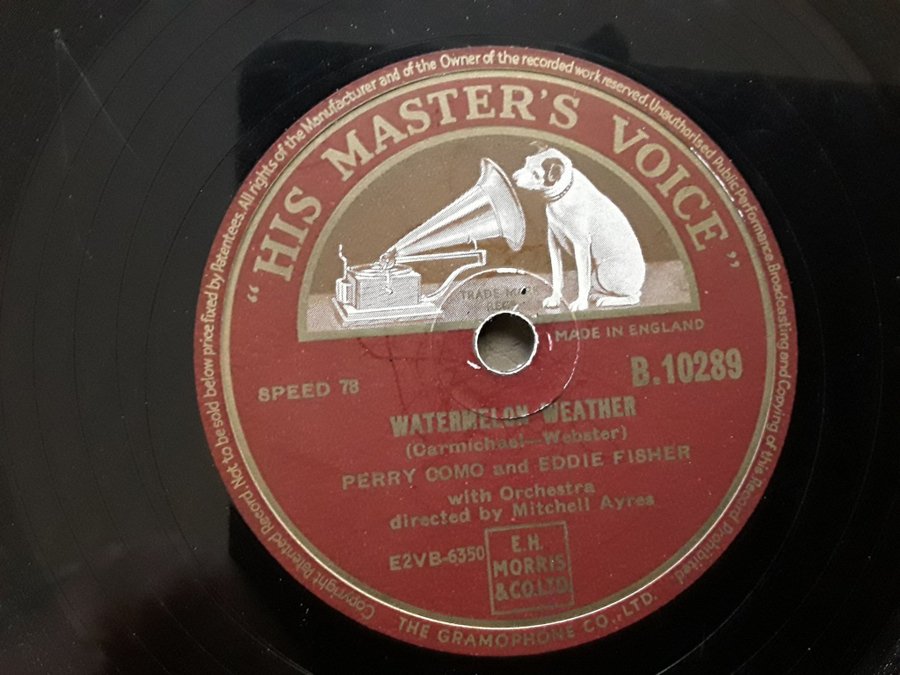 Copyright Patented Record. Not to be sold below price fixed by Patentees. All rights of the Manufacturer and of the Owner of the recorded work reserved. Unauthorised Public Performance, Broadcasting and Copying of this Record Prohibited
"HIS MASTER'S VOICE"
TRADE-MARK
MADE IN ENGLAND
SPEED 78
B.10289
WATERMELON WEATHER
(Carmichael—Webster)
PERRY COMO and EDDIE FISHER
with Orchestra
directed by Mitchell Ayres
E2VB-6350
E.H.
MORRIS
& CO. LTD
THE GRAMOPHONE CO., LTD.